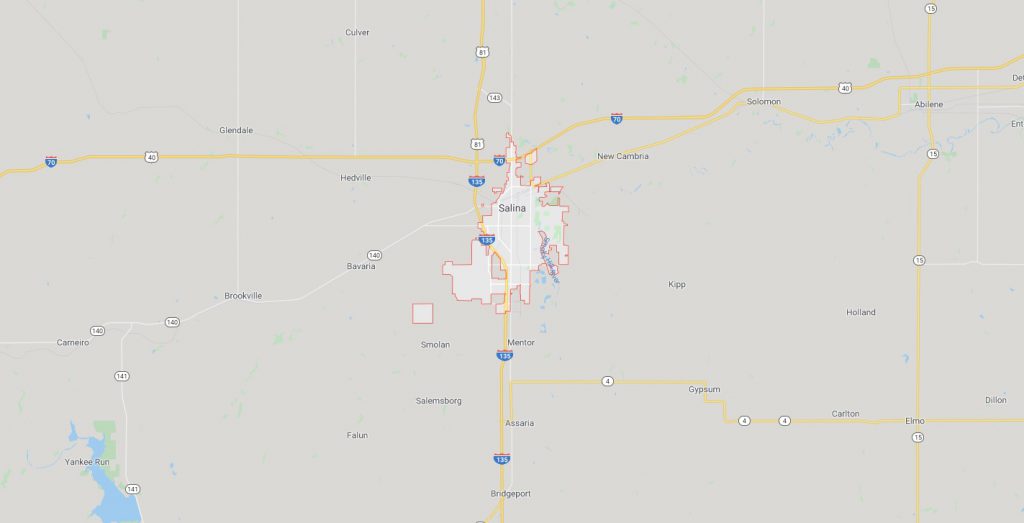 15
Culver
81
143
40
Solomon
Abilene
Det
70
Ent
Glendale
81
70
40
70
New Cambria
15
Hedville
135
Salina
135
140
15
Bavaria
Kipp
Brookville
140
140
Holland
Carneiro
Smolan
Mentor
135
141
4
Gypsum
Salemsborg
Dillon
Carlton
4
4
Elmo
Assaria
15
Falun
Yankee Run
135
141
Bridgeport